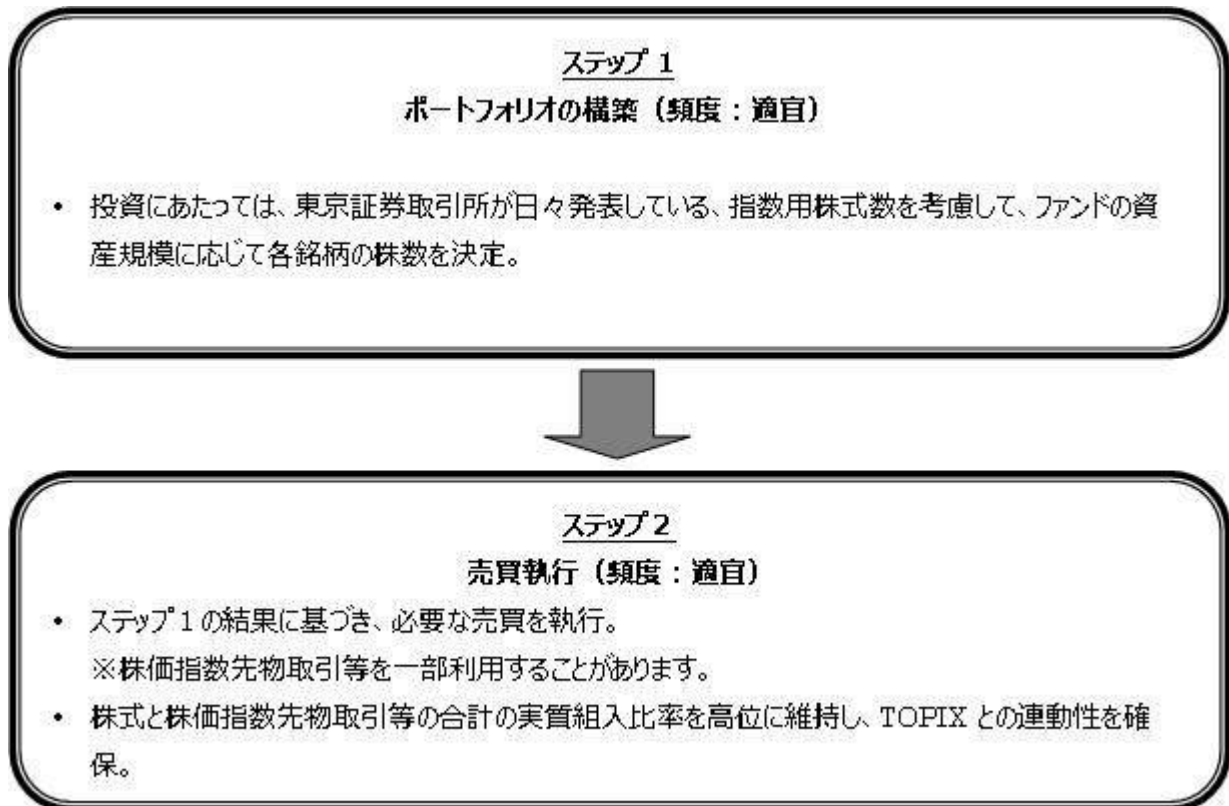 ステップ 1
ポートフォリオの構築（頻度：適宜）
• 投資にあたっては、東京証券取引所が日々発表している、指数用株式数を考慮して、ファンドの資
産規模に応じて各銘柄の株数を決定。
ステップ 2
売買執行（頻度：適宜）
• ステップ 1 の結果に基づき、必要な売買を執行。
※株価指数先物取引等を一部利用することがあります。
• 株式と株価指数先物取引等の合計の実質組入比率を高位に維持し、TOPIX との連動性を確
保。